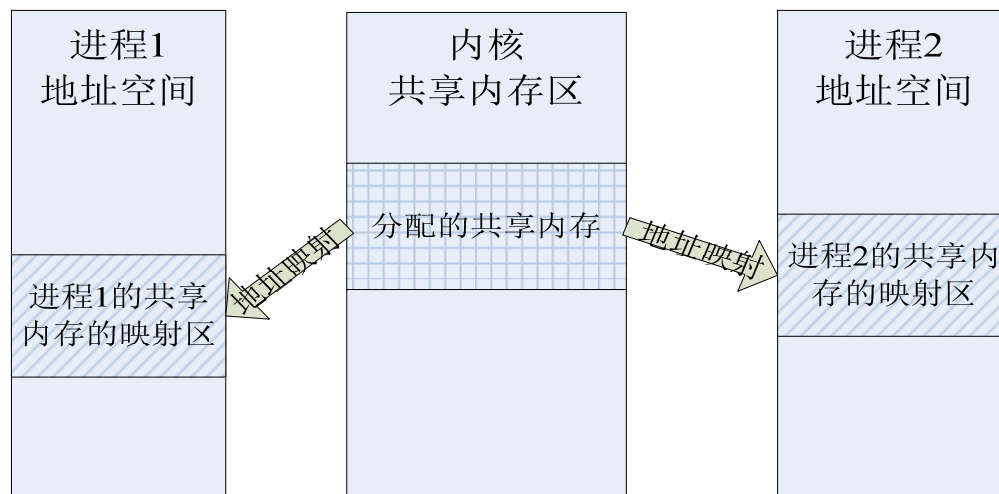 进程1
地址空间
内核
共享内存区
进程2
地址空间
分配的共享内存
地址映射
地址映射
进程1的共享
内存的映射区
进程2的共享内
存的映射区